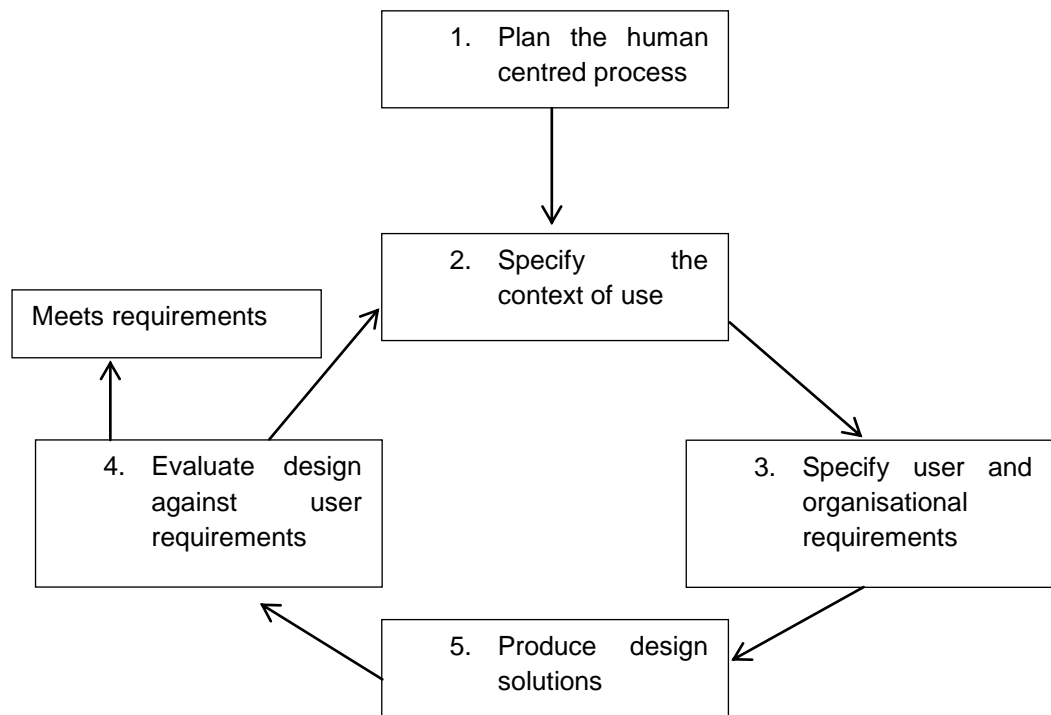 1. Plan the human
centred process
2. Specify the
context of use
Meets requirements
4. Evaluate design
against user
requirements
3. Specify user and
organisational
requirements
5. Produce design
solutions